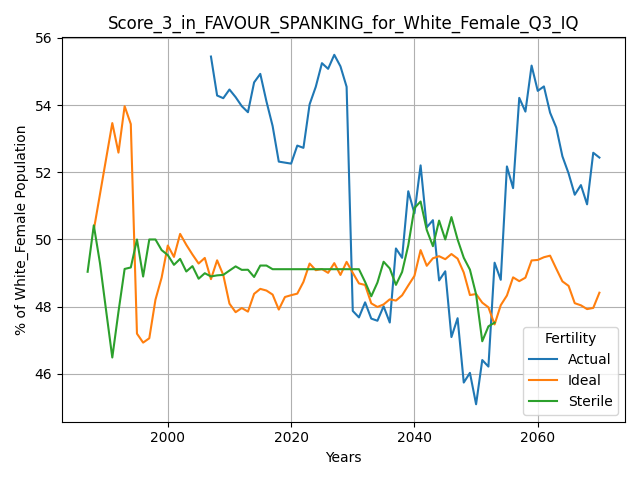 Score_3_in_FAVOUR_SPANKING_for_White_Female_Q3_IQ
% of White_Female Population
56
54
52
50
48
46
2000
2020
2040
2060
Years
Fertility
Actual
Ideal
Sterile